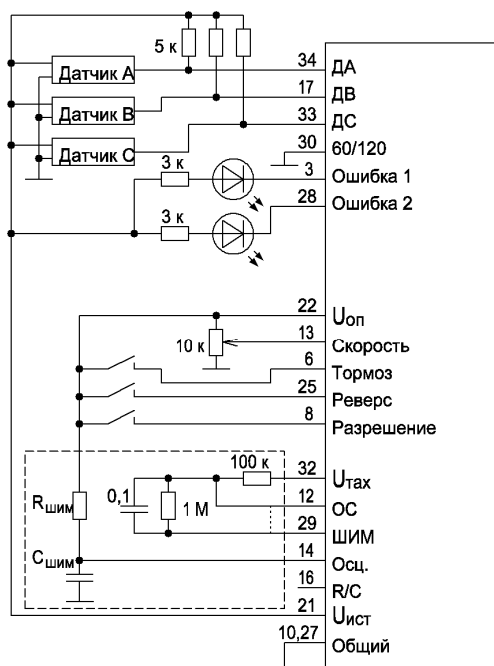 5 к
34 ДА
Датчик А
17 ДВ
Датчик В
33 ДС
Датчик С
30 60/120
3 к
3 Ошибка 1
28 Ошибка 2
3 к
22 Uоп
10 к
13 Скорость
6 Тормоз
25 Реверс
8 Разрешение
100 к
32 Uтах
Rшим
0,1
1 М
12 ОС
29 ШИМ
Сшим
14 Осц.
16 R/C
21 Uист
10,27 Общий